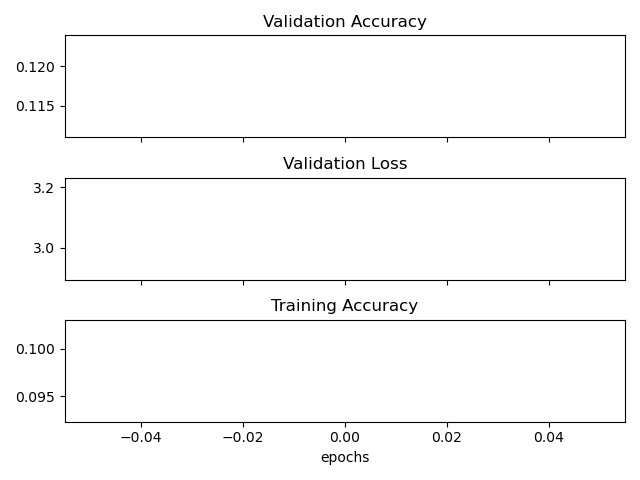 Validation Accuracy
0.120
0.115
Validation Loss
3.2
3.0
Training Accuracy
0.100
0.095
−0.04 −0.02 0.00 0.02 0.04
epochs